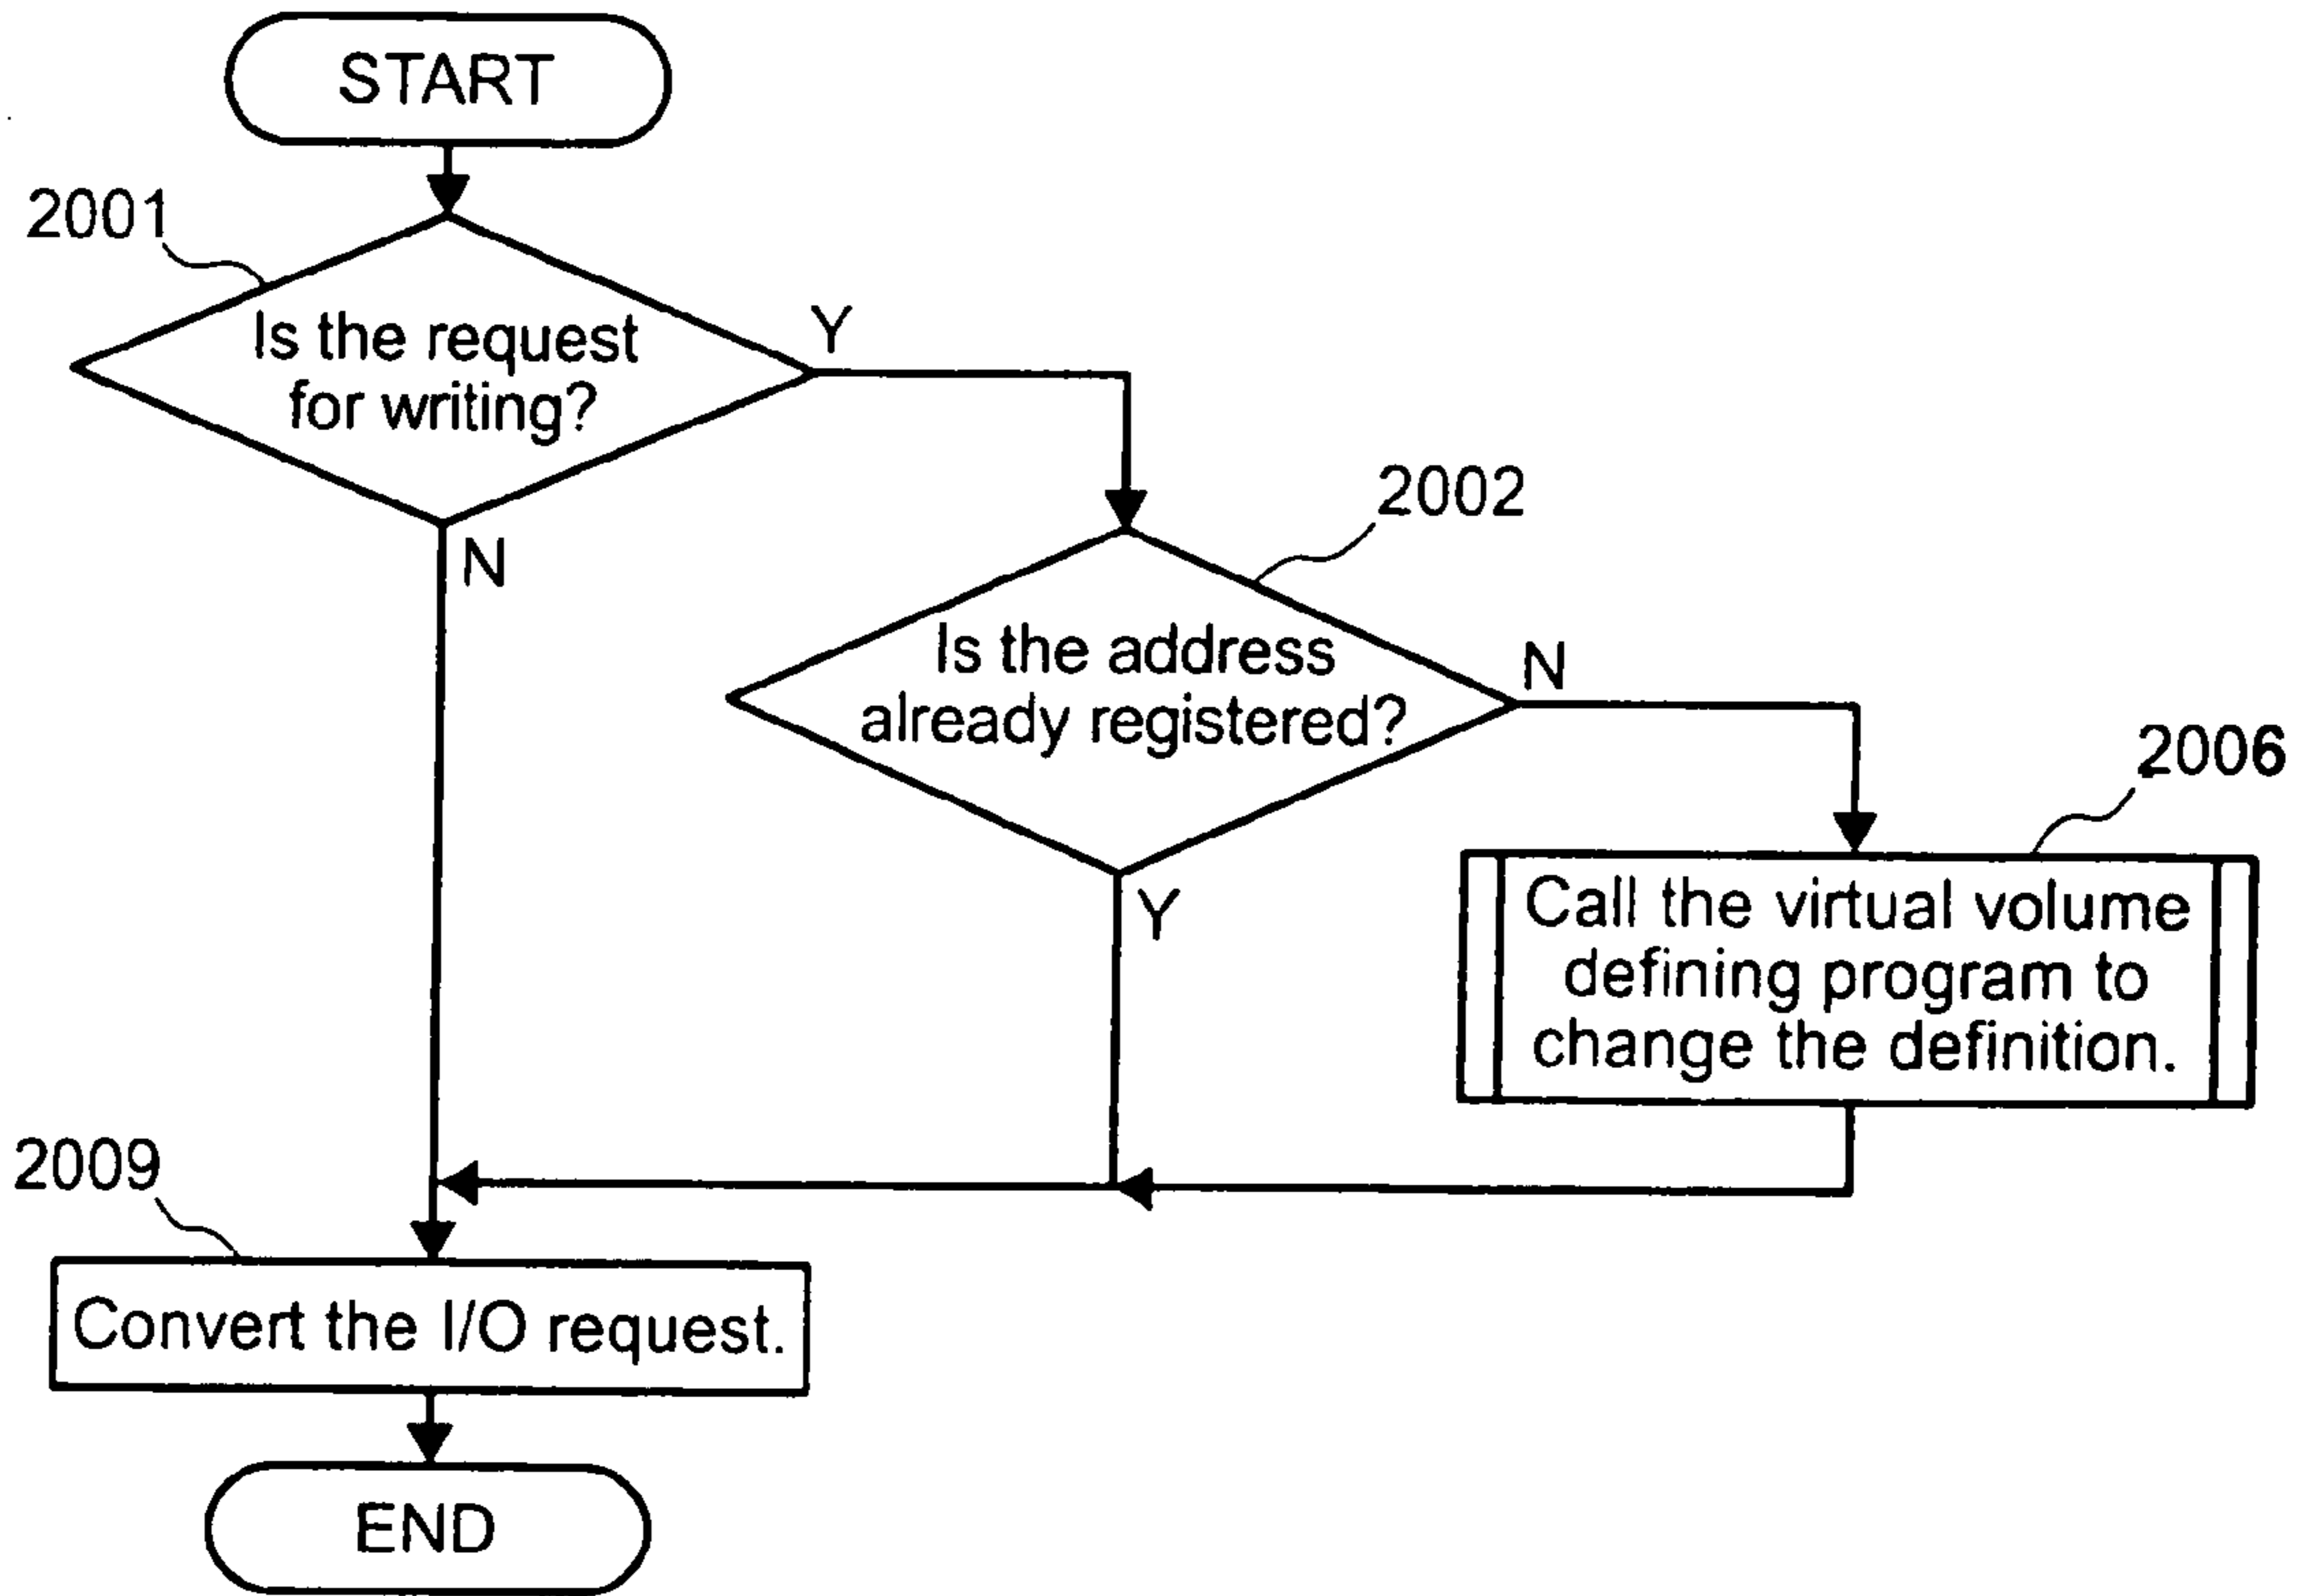 START
2001
Is the request
for writing?
Y
N
2002
Is the address
already registered?
N
Y
2006
Call the virtual volume
defining program to
change the definition.
2009
Convert the I/O request.
END